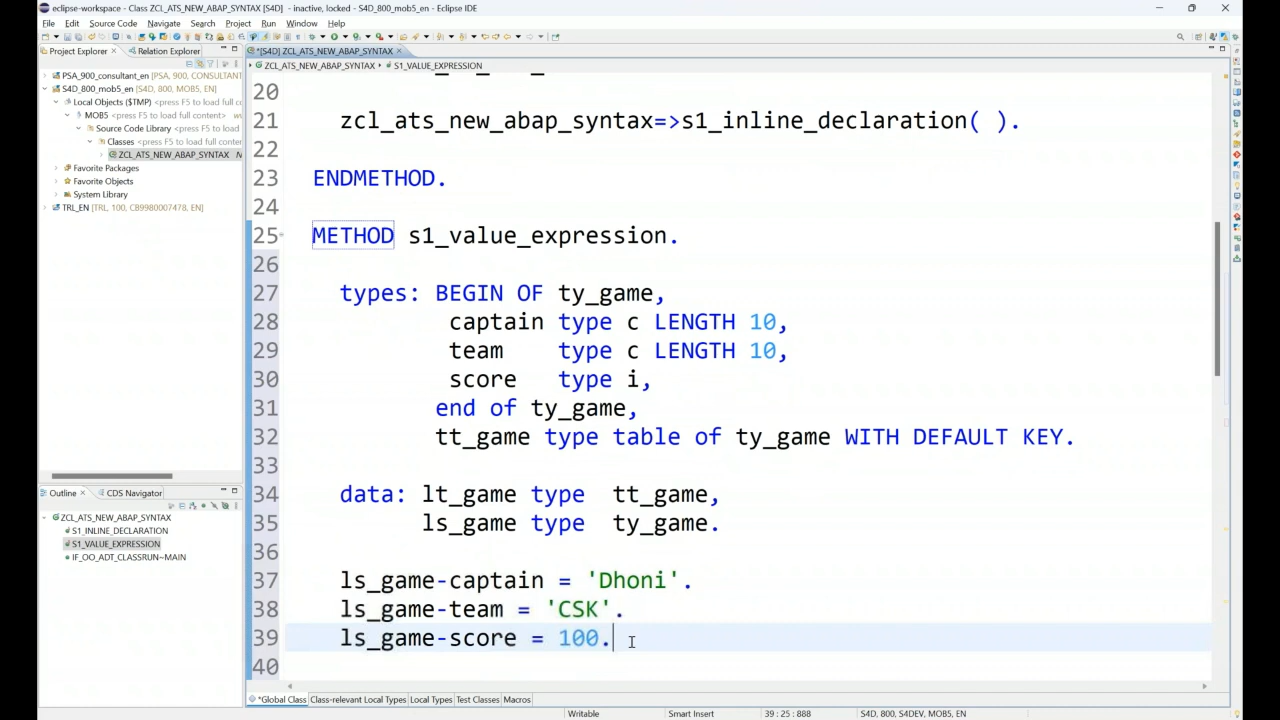 eclipse-workspace - Class ZCL_ATS_NEW_ABAP_SYNTAX [S4D] - inactive, locked - S4D_800_mob5_en - Eclipse IDE
File Edit Source Code Navigate Search Project Run Window Help
Project Explorer Relation Explorer
*[S4D] ZCL_ATS_NEW_ABAP_SYNTAX
ZCL_ATS_NEW_ABAP_SYNTAX S1_VALUE_EXPRESSION
PSA_900_consultant_en [PSA, 900, CONSULTANT
S4D_800_mob5_en [S4D, 800, MOB5, EN]
Local Objects ($TMP) <press F5 to load full co
MOB5 <press F5 to load full content>
Source Code Library <press F5 to load
Classes <press F5 to load full conte
ZCL_ATS_NEW_ABAP_SYNTAX
Favorite Packages
Favorite Objects
System Library
TRL_EN [TRL, 100, CB9980007478, EN]
Outline CDS Navigator
ZCL_ATS_NEW_ABAP_SYNTAX
S1_INLINE_DECLARATION
S1_VALUE_EXPRESSION
IF_OO_ADT_CLASSRUN~MAIN
20
21 zcl_ats_new_abap_syntax=>s1_inline_declaration( ).
22
23 ENDMETHOD.
24
25 METHOD s1_value_expression.
26
27 types: BEGIN OF ty_game,
28 captain type c LENGTH 10,
29 team type c LENGTH 10,
30 score type i,
31 end of ty_game,
32 tt_game type table of ty_game WITH DEFAULT KEY.
33
34 data: lt_game type tt_game,
35 ls_game type ty_game.
36
37 ls_game-captain = 'Dhoni'.
38 ls_game-team = 'CSK'.
39 ls_game-score = 100.
40
*Global Class Class-relevant Local Types Local Types Test Classes Macros
Writable Smart Insert 39 : 25 : 888 S4D, 800, S4DEV, MOB5, EN